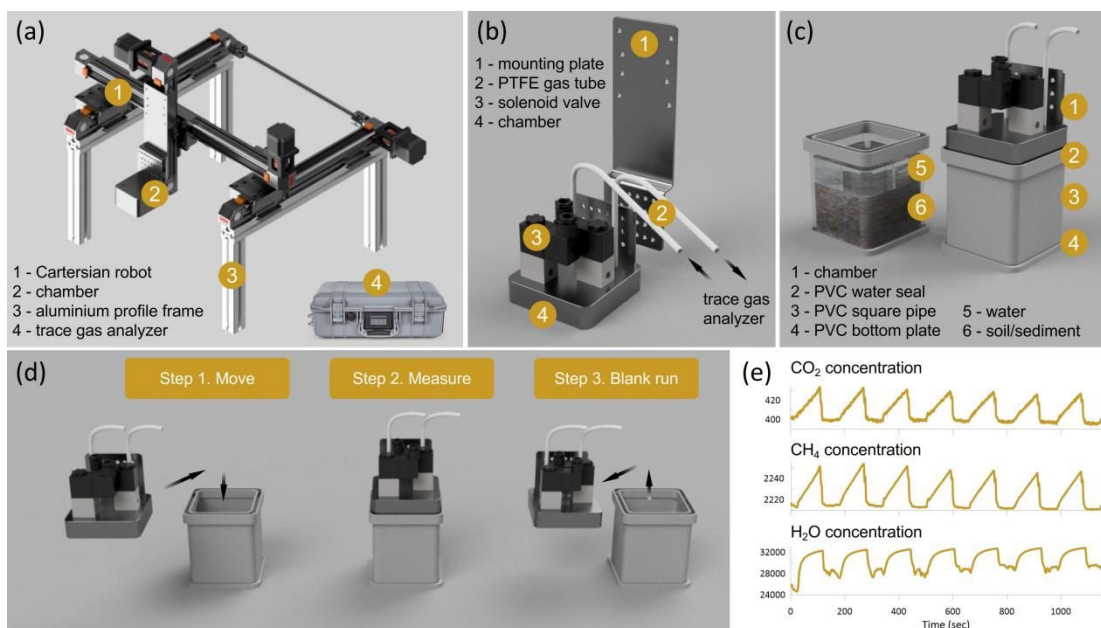 (a)
1
2
3
4
1 - Cartersian robot
2 - chamber
3 - aluminium profile frame
4 - trace gas analyzer
(b)
1 - mounting plate
2 - PTFE gas tube
3 - solenoid valve
4 - chamber
1
2
3
4
trace gas
analyzer
(c)
1
2
3
4
5
6
1 - chamber
2 - PVC water seal
3 - PVC square pipe
4 - PVC bottom plate
5 - water
6 - soil/sediment
(d)
Step 1. Move
Step 2. Measure
Step 3. Blank run
(e)
CO₂ concentration
420
400
CH₄ concentration
2240
2220
H₂O concentration
32000
28000
24000
0
200
400
600
800
1000
Time (sec)